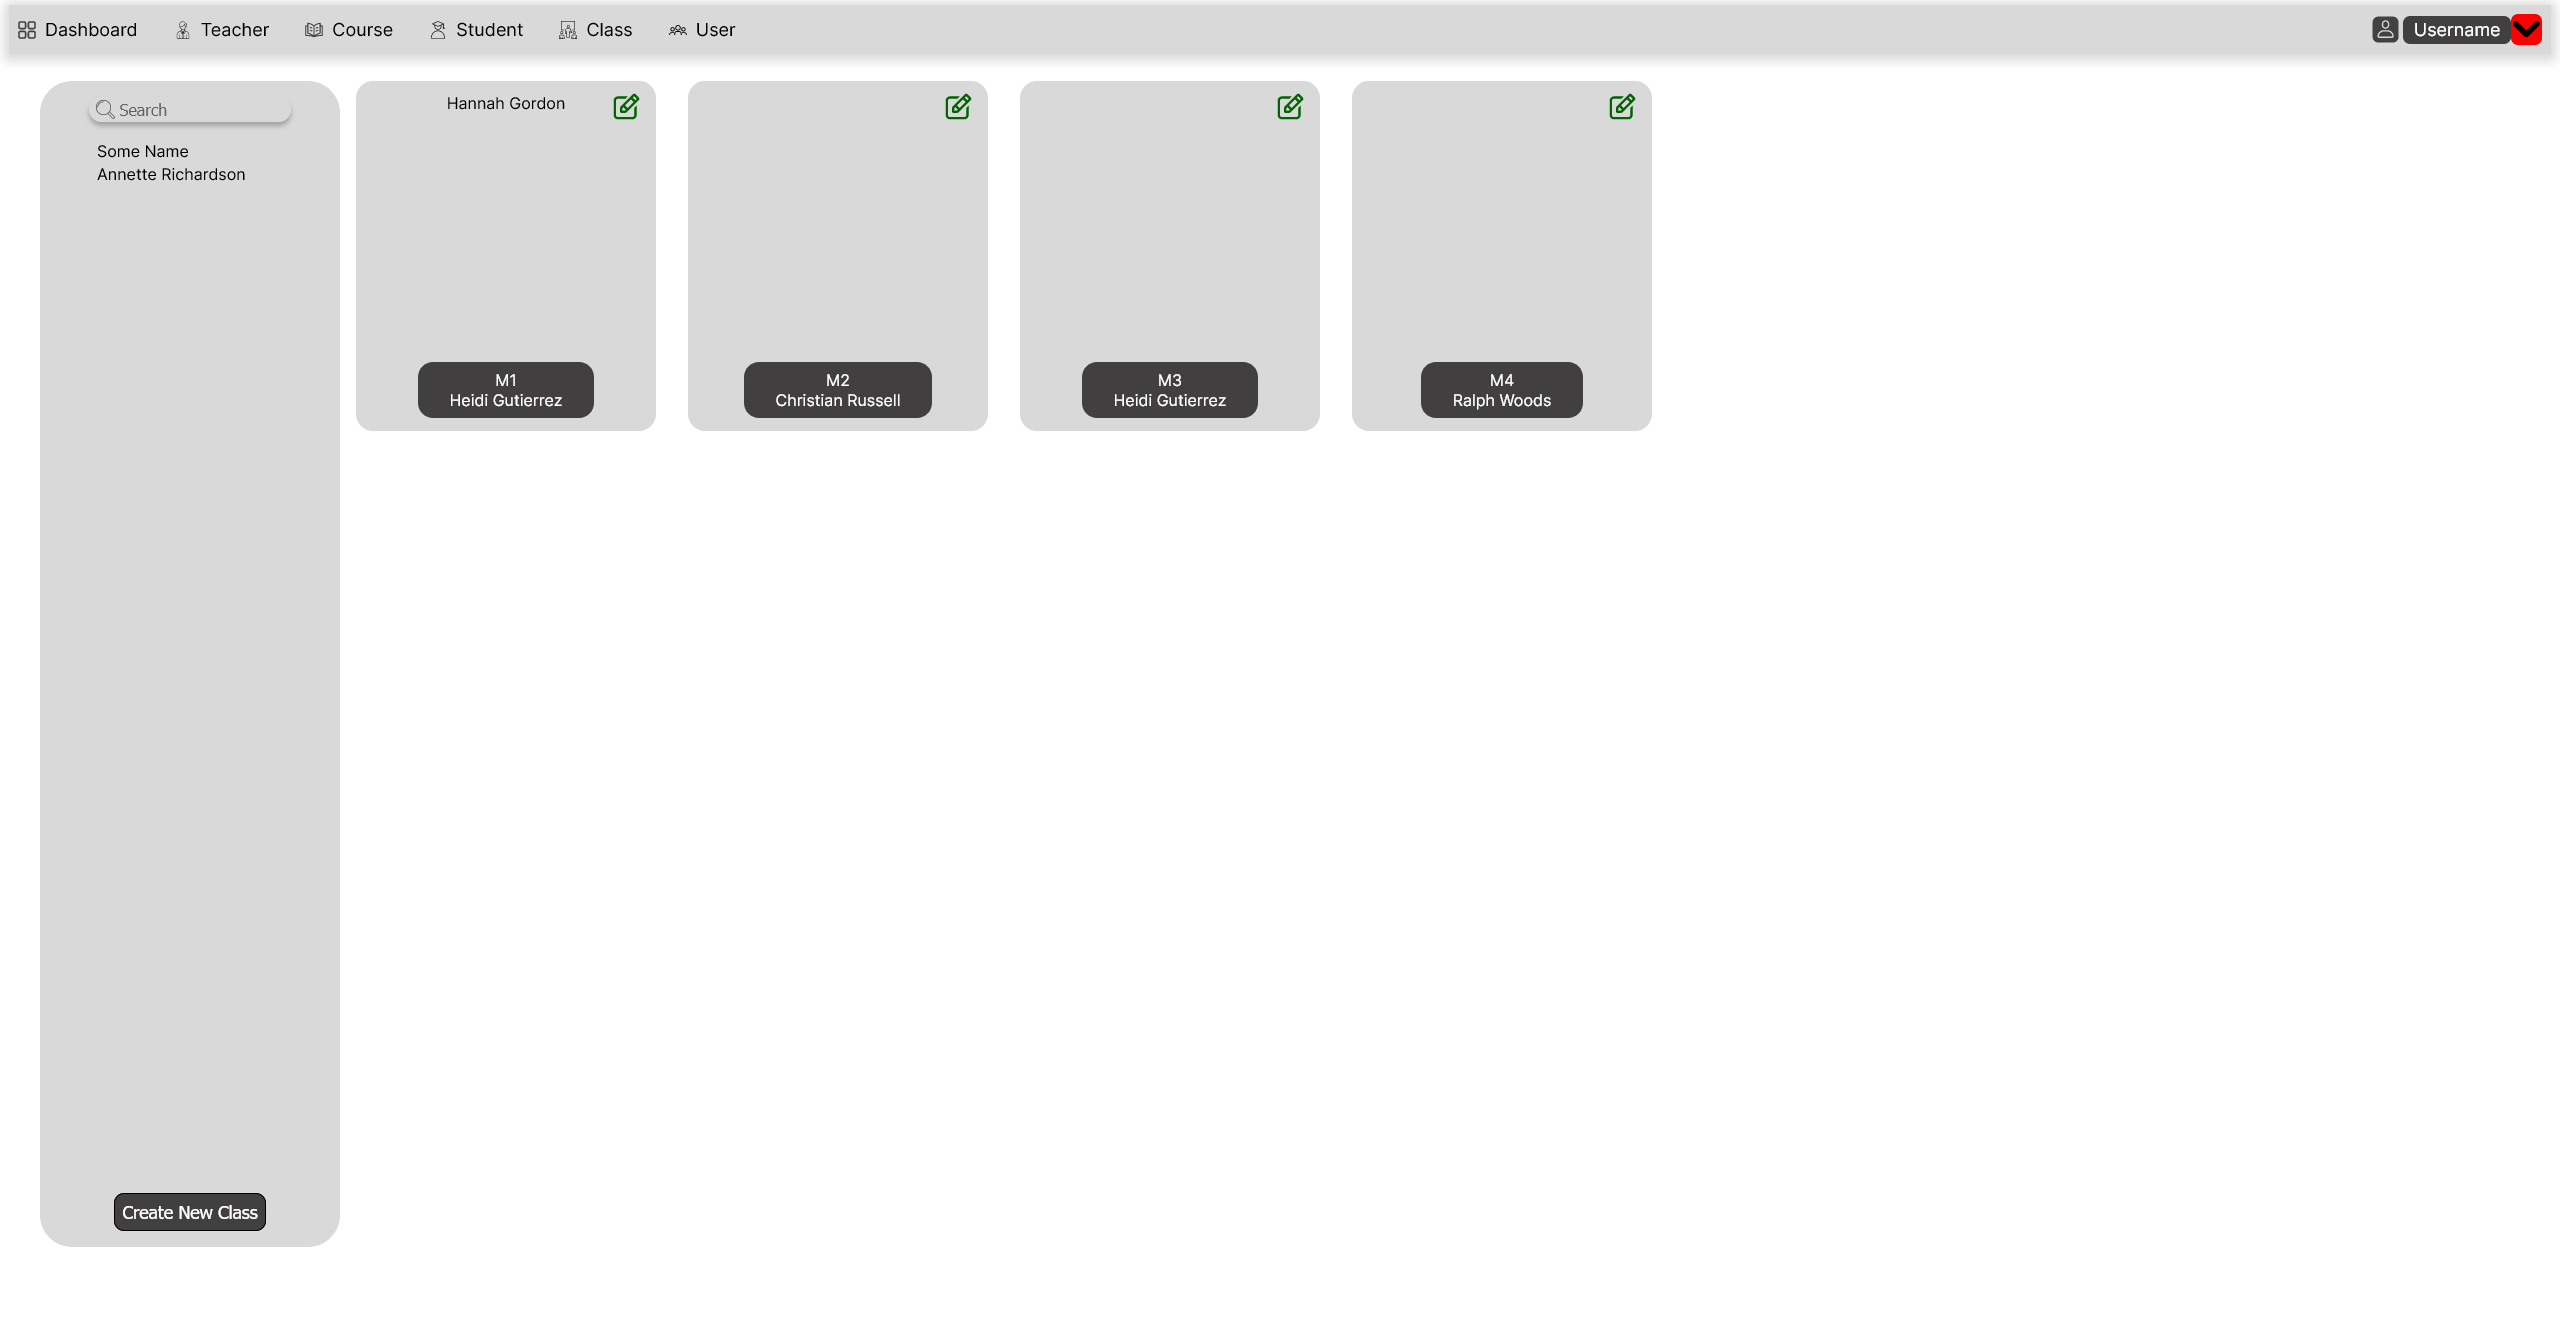 Dashboard Teacher Course Student Class User Username
Search
Some Name
Annette Richardson
Create New Class
Hannah Gordon
M1
Heidi Gutierrez
M2
Christian Russell
M3
Heidi Gutierrez
M4
Ralph Woods